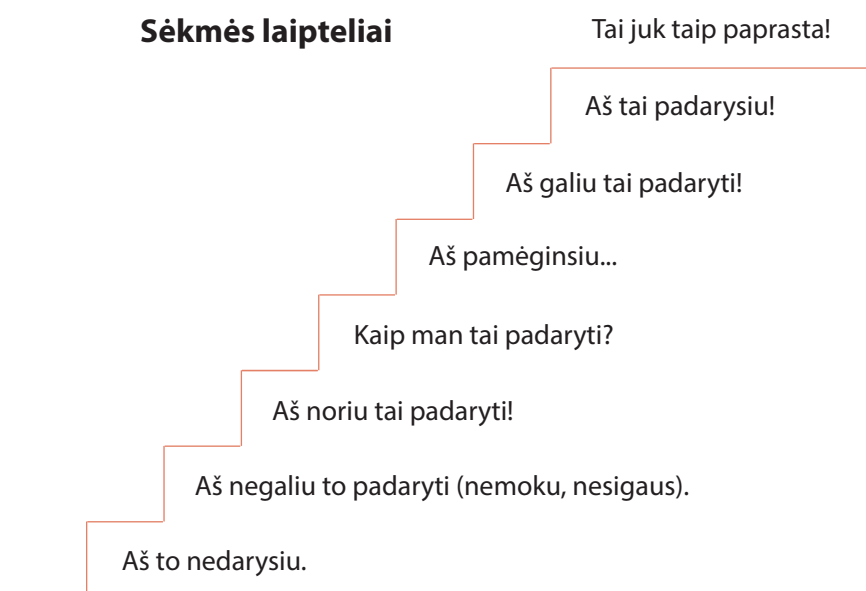 Sėkmės laipteliai
Tai juk taip paprasta!
Aš tai padarysiu!
Aš galiu tai padaryti!
Aš pamėginsiu...
Kaip man tai padaryti?
Aš noriu tai padaryti!
Aš negaliu to padaryti (nemoku, nesigaus).
Aš to nedarysiu.